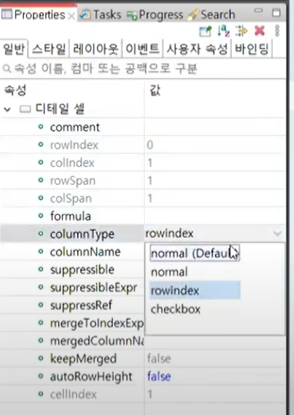 Properties Tasks Progress Search
일반 스타일 레이아웃 이벤트 사용자 속성 바인딩
속성 이름, 컴마 또는 공백으로 구분
속성 값
디테일 셀
comment
rowIndex 0
colIndex 1
rowSpan 1
colSpan 1
formula
columnType rowindex
columnName normal (Defaul
suppressible normal
suppressibleExpr rowindex
suppressRef checkbox
mergeToIndexExp
mergedColumnNa
keepMerged false
autoRowHeight false
cellIndex 1